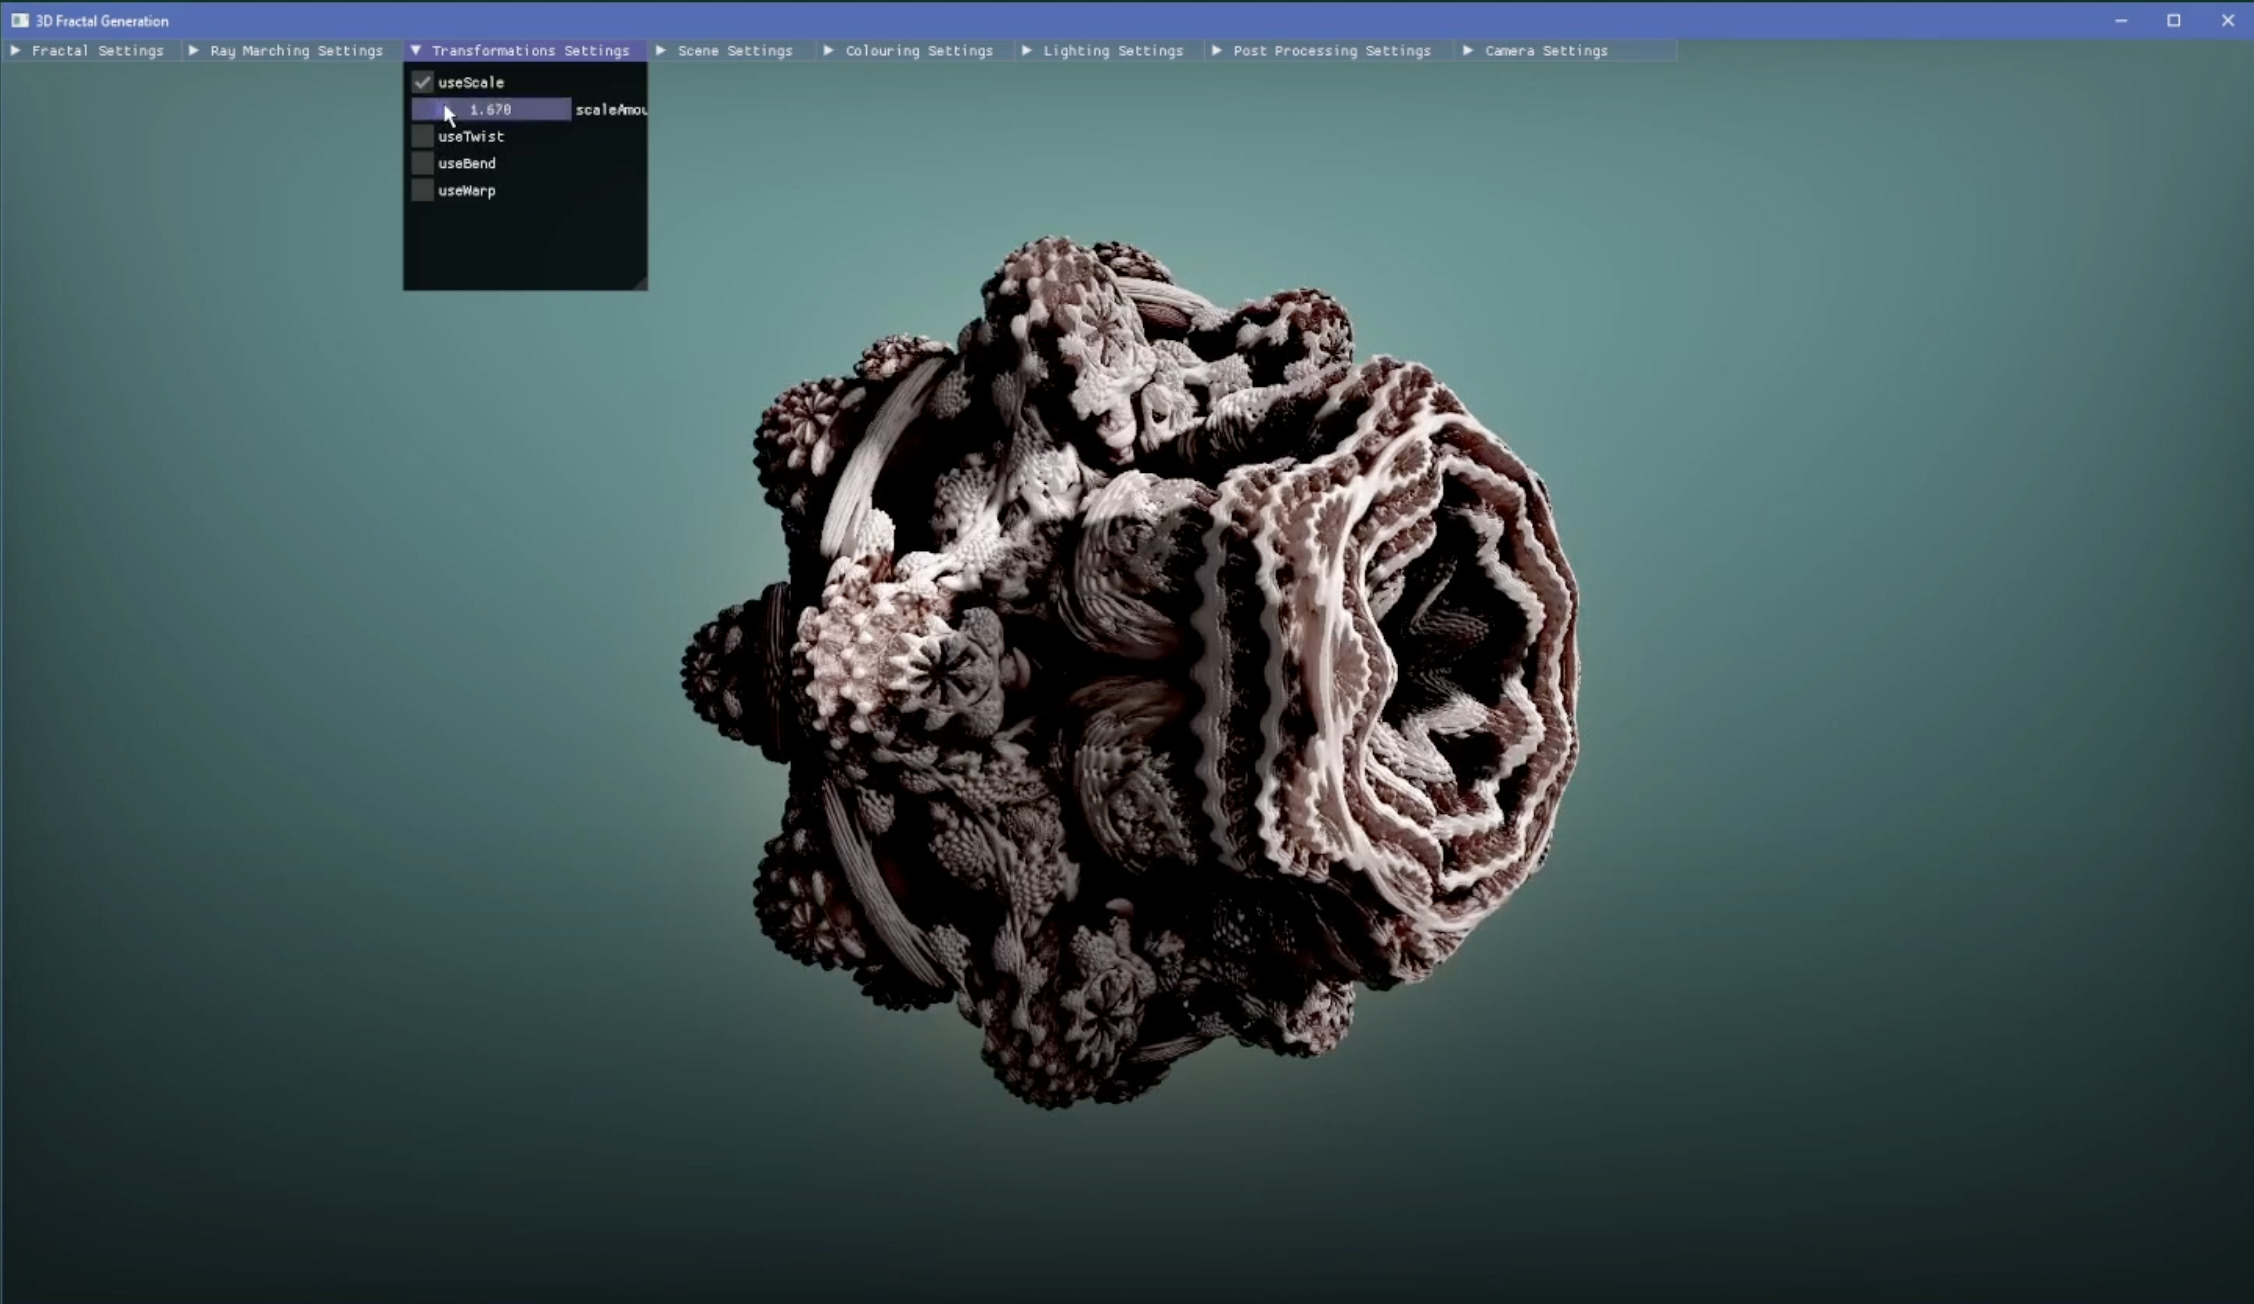 3D Fractal Generation
Fractal Settings Ray Marching Settings Transformations Settings Scene Settings Colouring Settings Lighting Settings Post Processing Settings Camera Settings
useScale
1.670 scaleAmou
useTwist
useBend
useWarp